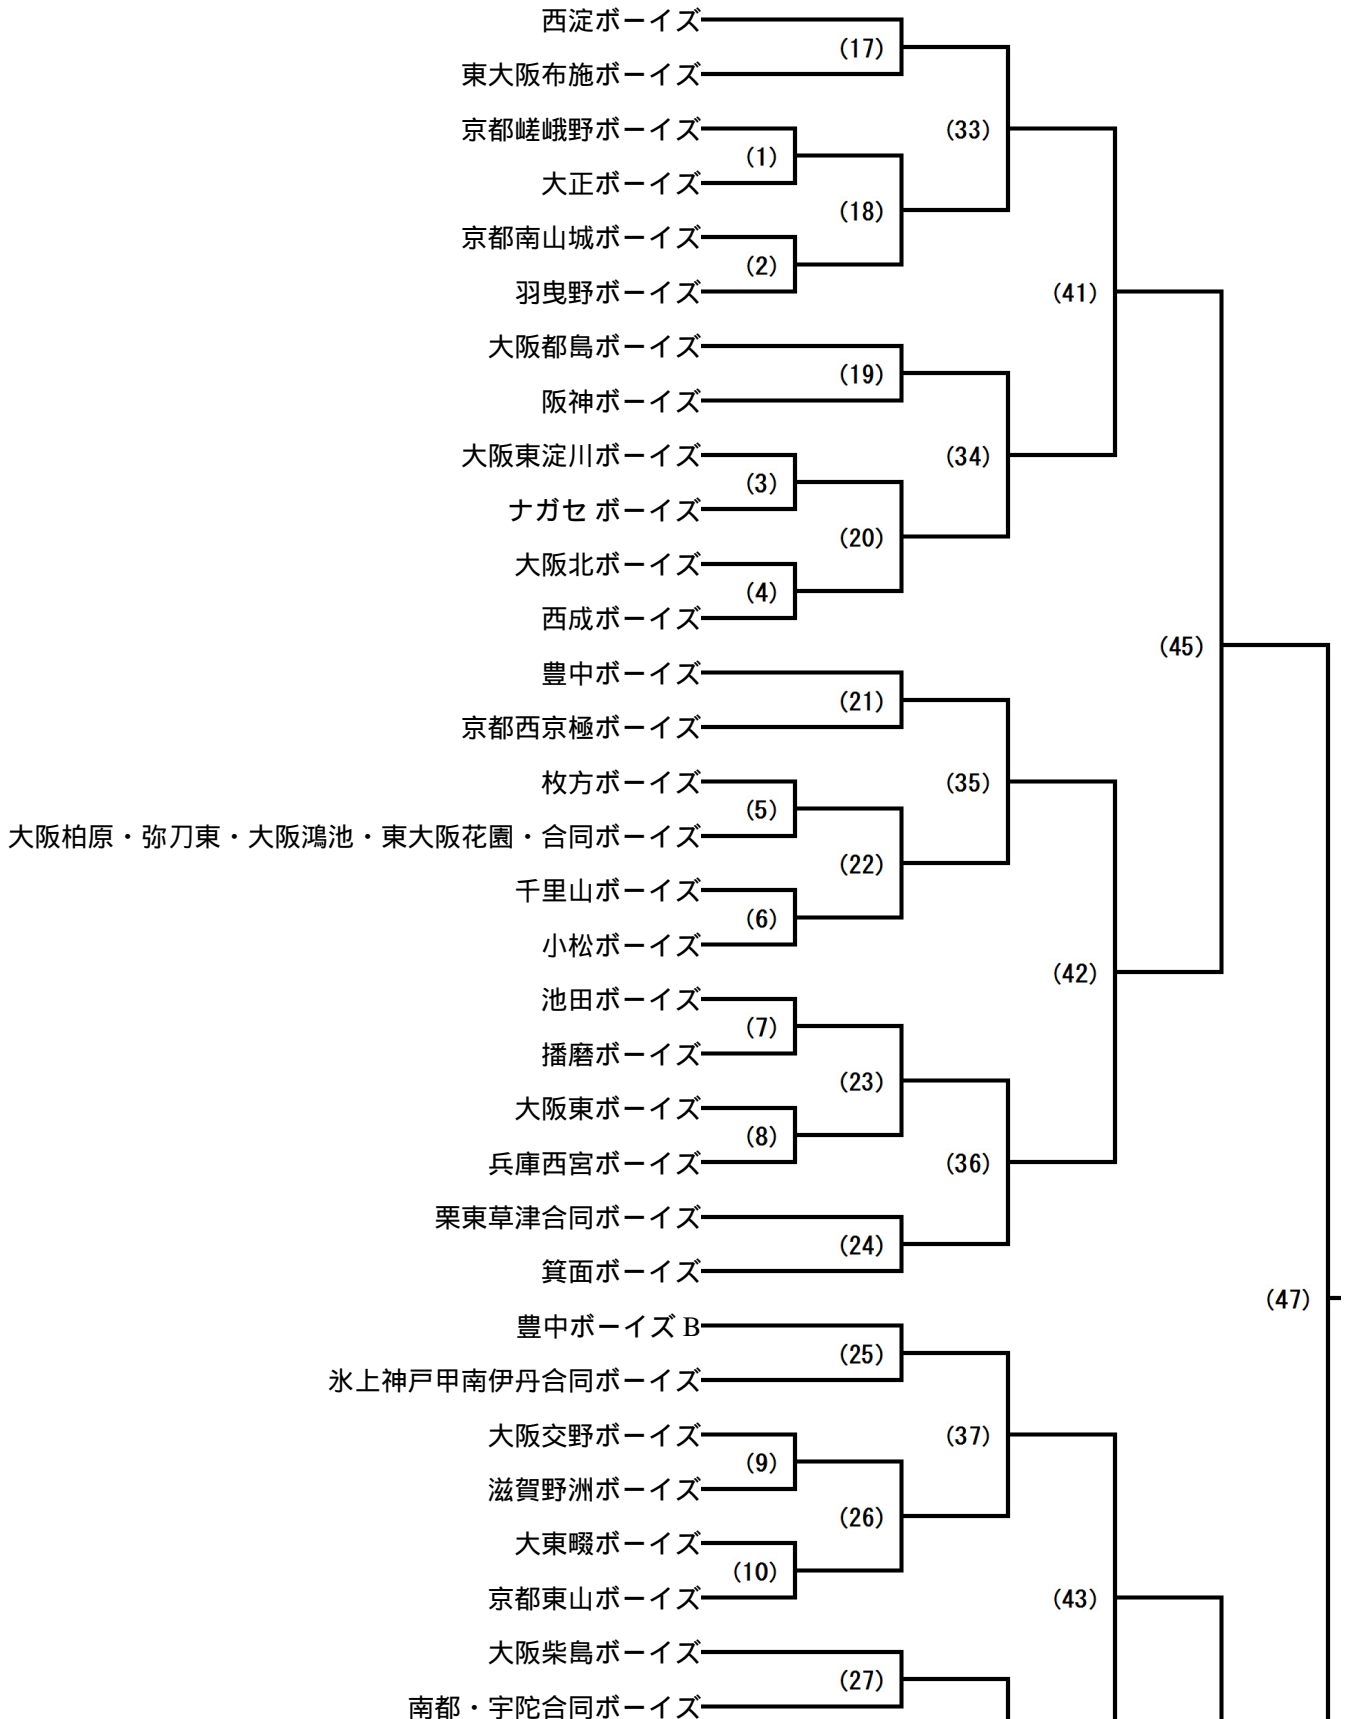 西淀ボーイズ
(17)
東大阪布施ボーイズ
京都嵯峨野ボーイズ
(33)
(1)
大正ボーイズ
(18)
京都南山城ボーイズ
(2)
羽曳野ボーイズ
(41)
大阪都島ボーイズ
(19)
阪神ボーイズ
大阪東淀川ボーイズ
(34)
(3)
ナガセ ボーイズ
(20)
大阪北ボーイズ
(4)
西成ボーイズ
(45)
豊中ボーイズ
(21)
京都西京極ボーイズ
枚方ボーイズ
(35)
(5)
大阪柏原・弥刀東・大阪鴻池・東大阪花園・合同ボーイズ
(22)
千里山ボーイズ
(6)
小松ボーイズ
(42)
池田ボーイズ
(7)
播磨ボーイズ
(23)
大阪東ボーイズ
(8)
兵庫西宮ボーイズ
(36)
栗東草津合同ボーイズ
(24)
箕面ボーイズ
(47)
豊中ボーイズ B
(25)
氷上神戸甲南伊丹合同ボーイズ
大阪交野ボーイズ
(37)
(9)
滋賀野洲ボーイズ
(26)
大東畷ボーイズ
(10)
京都東山ボーイズ
(43)
大阪柴島ボーイズ
(27)
南都・宇陀合同ボーイズ